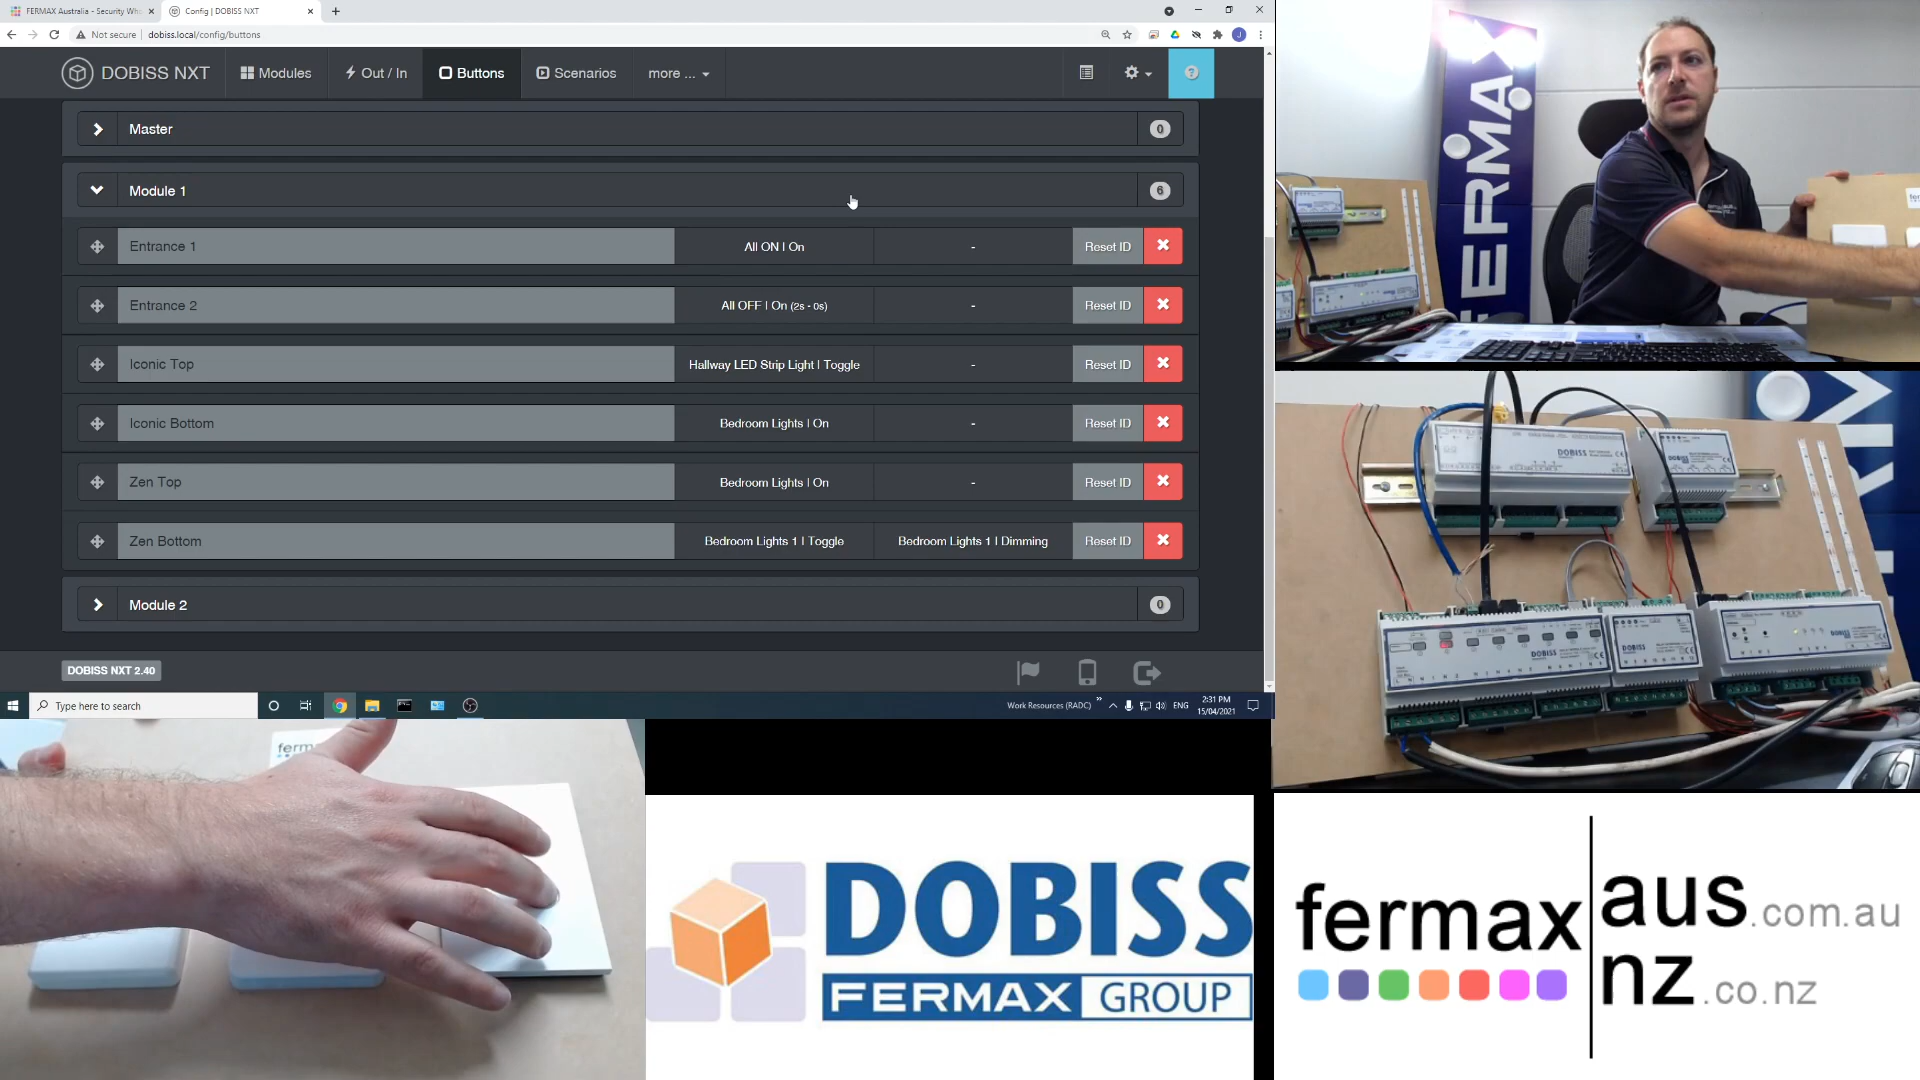 FERMAX Australia - Security Wh
Config | DOBISS NXT
Not secure
dobiss.local/config/buttons
DOBISS NXT
Modules
Out / In
Buttons
Scenarios
more ...
Master
0
Module 1
6
Entrance 1
All ON | On
-
Reset ID
Entrance 2
All OFF | On (2s - 0s)
-
Reset ID
Iconic Top
Hallway LED Strip Light | Toggle
-
Reset ID
Iconic Bottom
Bedroom Lights | On
-
Reset ID
Zen Top
Bedroom Lights | On
-
Reset ID
Zen Bottom
Bedroom Lights 1 | Toggle
Bedroom Lights 1 | Dimming
Reset ID
Module 2
0
DOBISS NXT 2.40
Type here to search
Work Resources (RADC)
ENG
2:31 PM
15/04/2021
FERMAX
DOBISS
DOBISS
DOBISS
DOBISS
ferm
DOBISS
FERMAX GROUP
fermax
aus.com.au
nz.co.nz